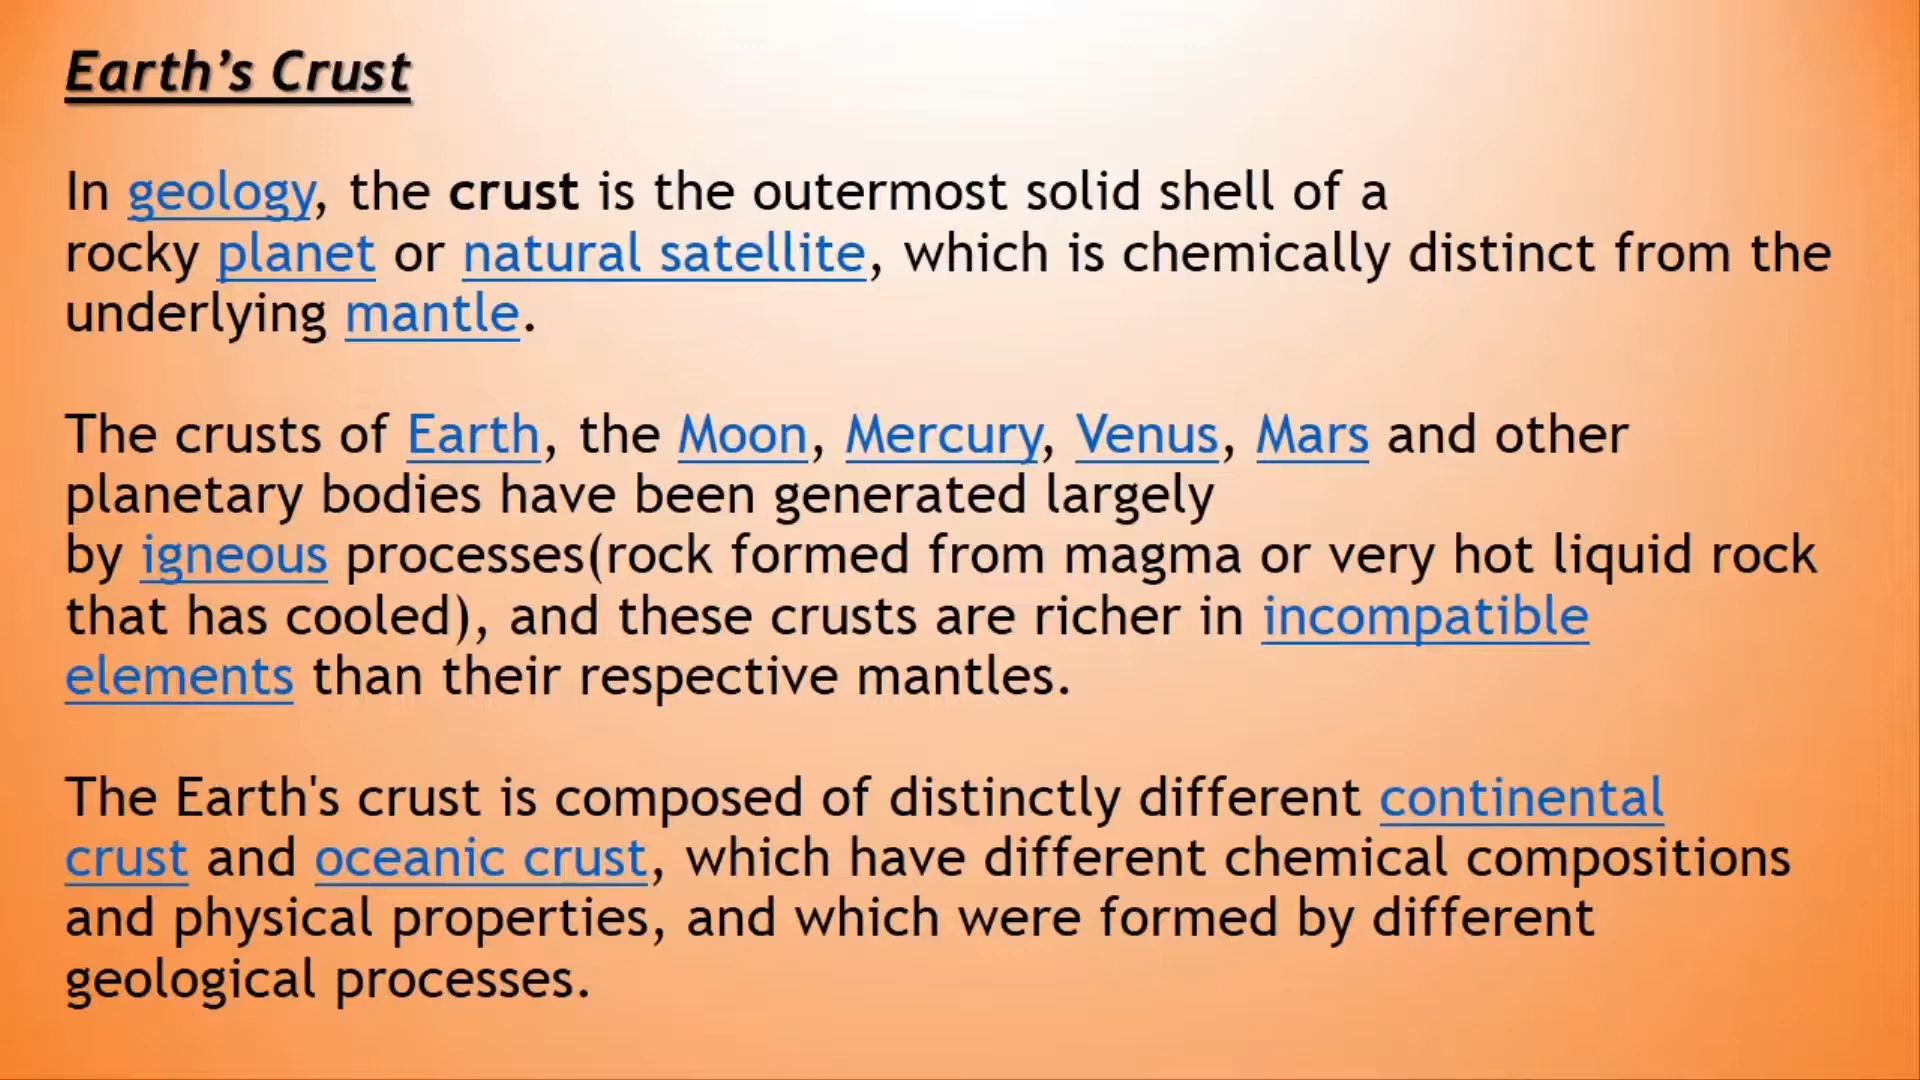 Earth’s Crust
In geology, the crust is the outermost solid shell of a
rocky planet or natural satellite, which is chemically distinct from the
underlying mantle.
The crusts of Earth, the Moon, Mercury, Venus, Mars and other
planetary bodies have been generated largely
by igneous processes(rock formed from magma or very hot liquid rock
that has cooled), and these crusts are richer in incompatible
elements than their respective mantles.
The Earth's crust is composed of distinctly different continental
crust and oceanic crust, which have different chemical compositions
and physical properties, and which were formed by different
geological processes.